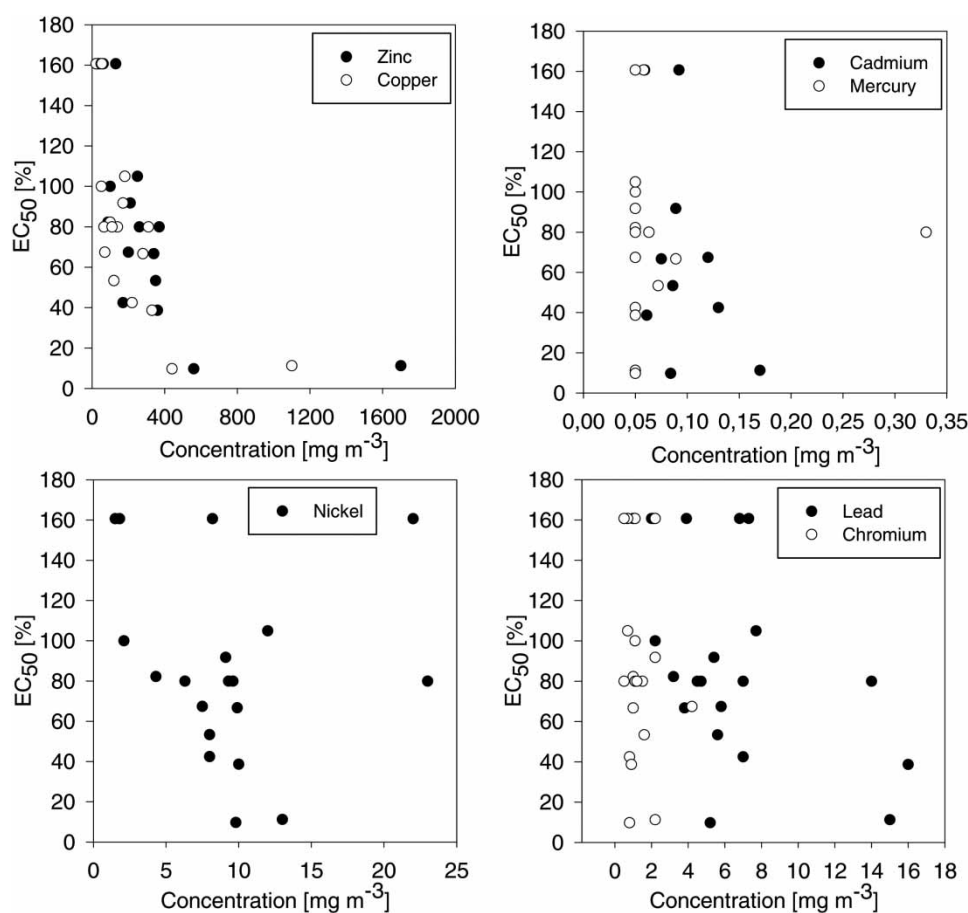 180
160
140
120
100
80
60
40
20
0
EC50 [%]
Zinc
Copper
0 400 800 1200 1600 2000
Concentration [mg m-3]
180
160
140
120
100
80
60
40
20
0
EC50 [%]
Cadmium
Mercury
0,00 0,05 0,10 0,15 0,20 0,25 0,30 0,35
Concentration [mg m-3]
180
160
140
120
100
80
60
40
20
0
EC50 [%]
Nickel
0 5 10 15 20 25
Concentration [mg m-3]
180
160
140
120
100
80
60
40
20
0
EC50 [%]
Lead
Chromium
0 2 4 6 8 10 12 14 16 18
Concentration [mg m-3]